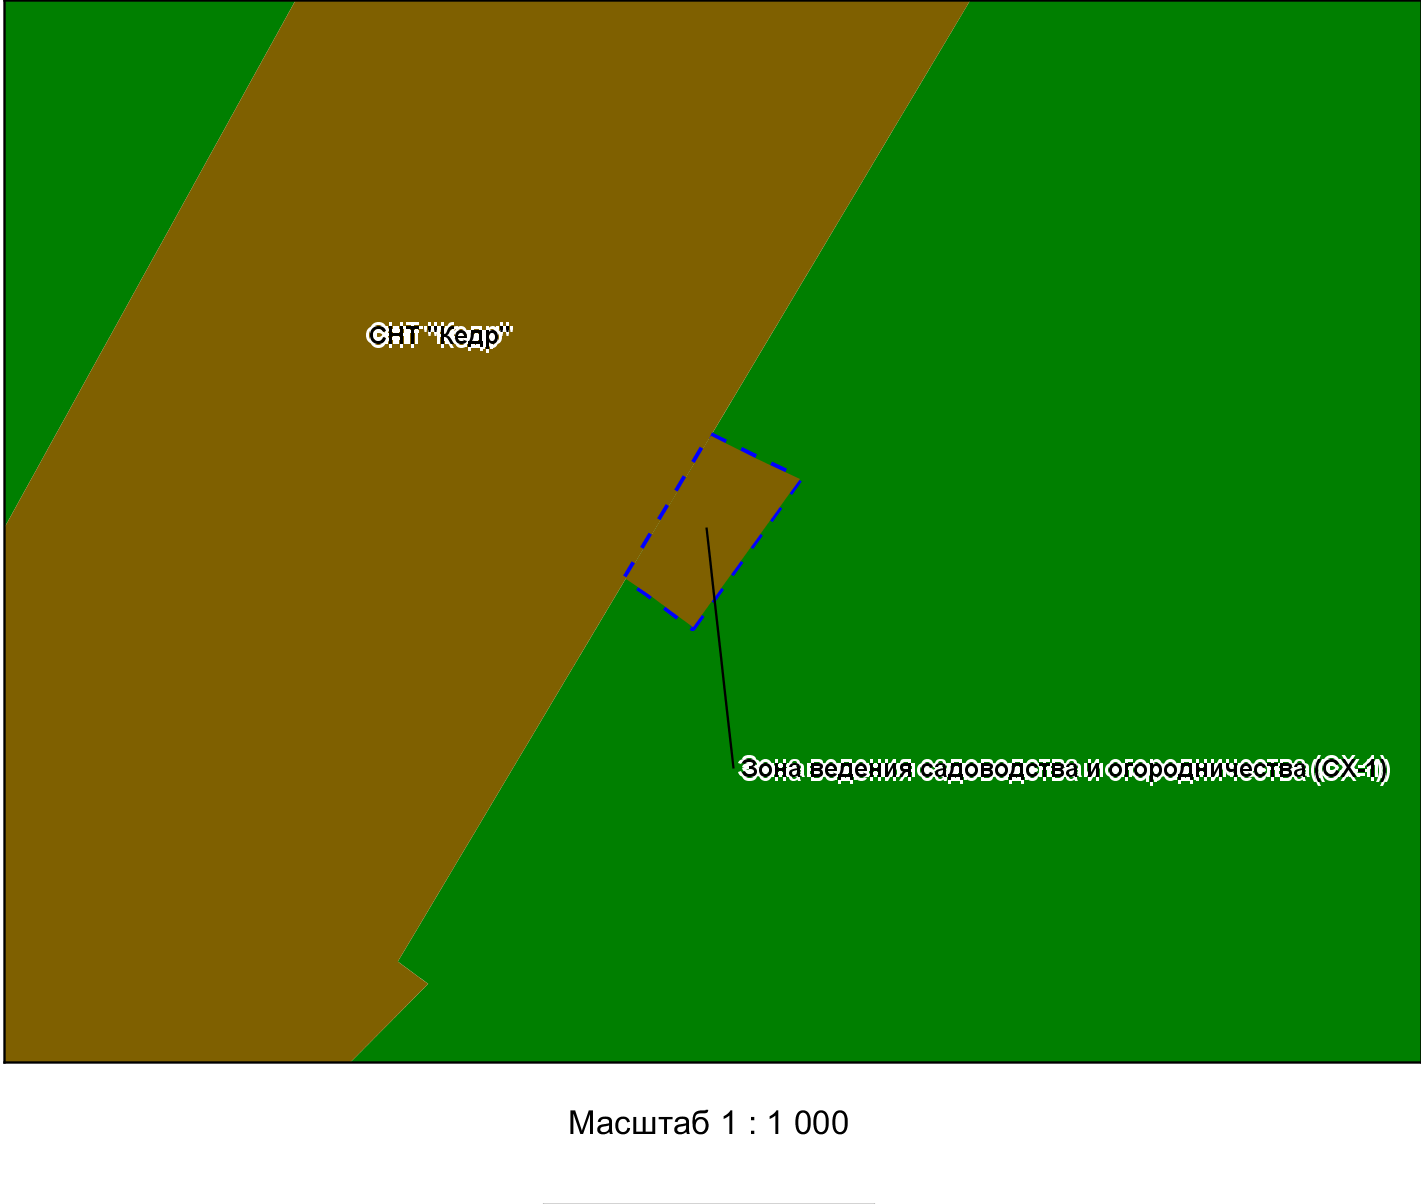 СНТ "Кедр"
Зона ведения садоводства и огородничества (СХ-1)
Масштаб 1 : 1 000